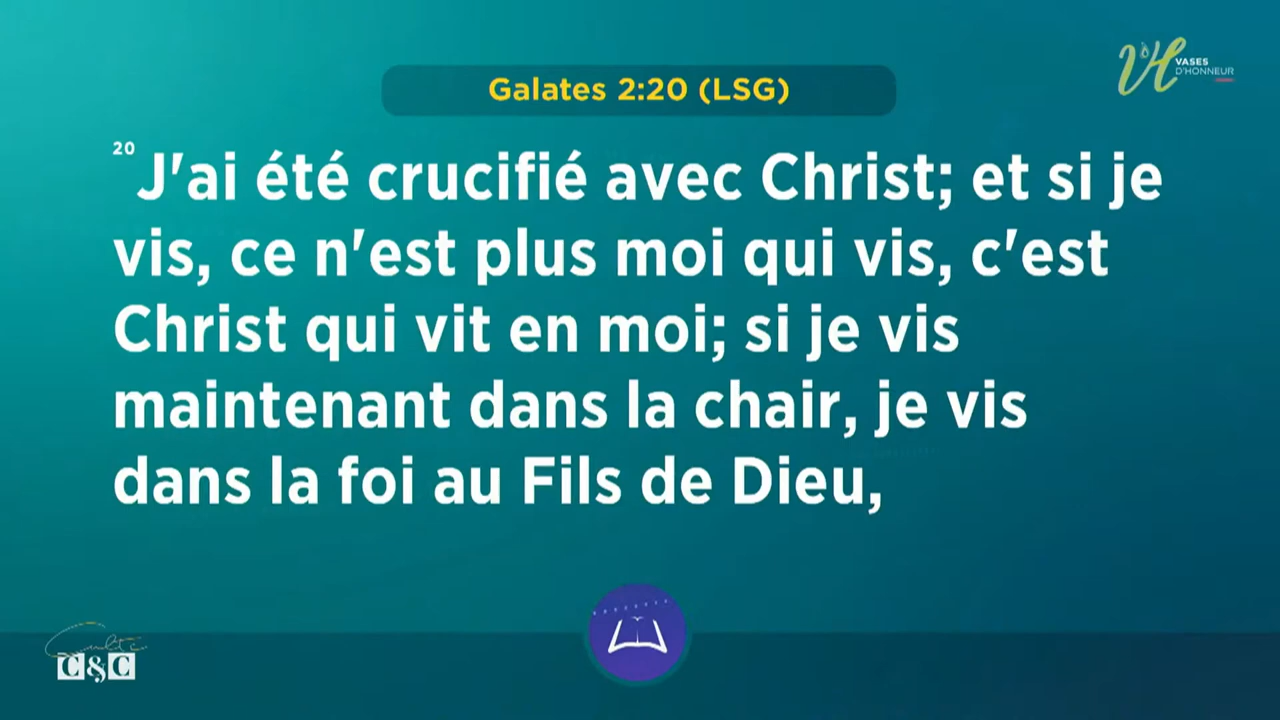 Galates 2:20 (LSG)
VH VASES
D'HONNEUR
20 J'ai été crucifié avec Christ; et si je
vis, ce n'est plus moi qui vis, c'est
Christ qui vit en moi; si je vis
maintenant dans la chair, je vis
dans la foi au Fils de Dieu,
Culte
C&C